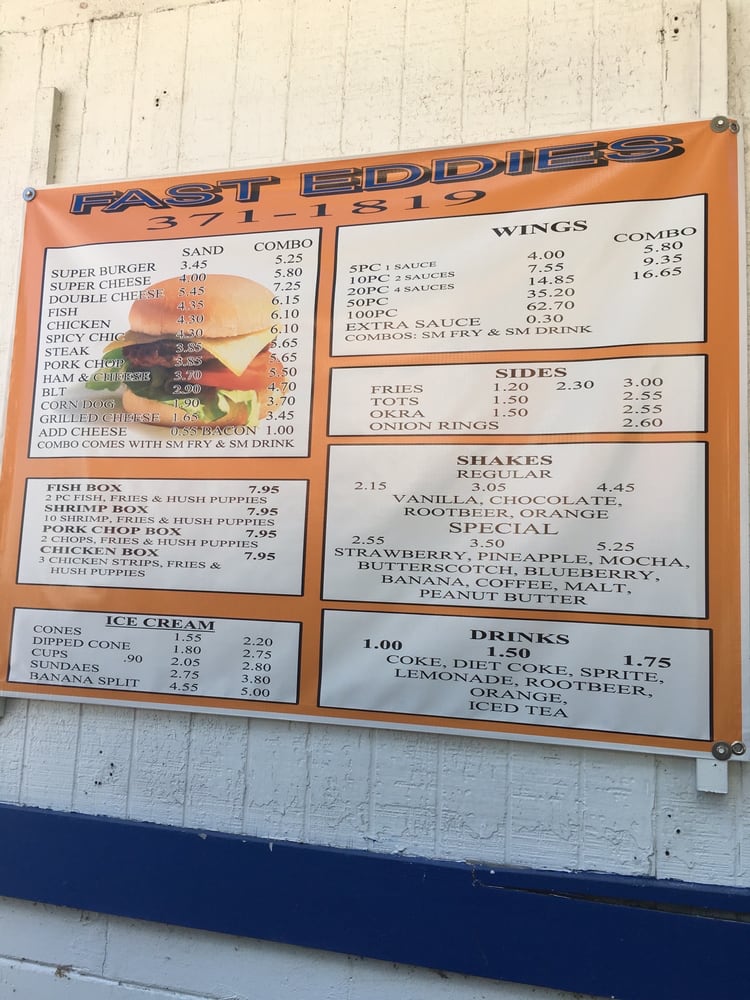 FAST EDDIES
371-1819
SAND COMBO
SUPER BURGER 3.45 5.25
SUPER CHEESE 4.00 5.80
DOUBLE CHEESE 5.45 7.25
FISH 4.35 6.15
CHICKEN 4.30 6.10
SPICY CHIC 4.30 6.10
STEAK 3.85 5.65
PORK CHOP 3.85 5.65
HAM & CHEESE 3.70 5.50
BLT 2.90 4.70
CORN DOG 1.90 3.70
GRILLED CHEESE 1.65 3.45
ADD CHEESE 0.55 BACON 1.00
COMBO COMES WITH SM FRY & SM DRINK
FISH BOX 7.95
2 PC FISH, FRIES & HUSH PUPPIES
SHRIMP BOX 7.95
10 SHRIMP, FRIES & HUSH PUPPIES
PORK CHOP BOX 7.95
2 CHOPS, FRIES & HUSH PUPPIES
CHICKEN BOX 7.95
3 CHICKEN STRIPS, FRIES &
HUSH PUPPIES
ICE CREAM
CONES 1.55 2.20
DIPPED CONE 1.80 2.75
CUPS .90 2.05 2.80
SUNDAES 2.75 3.80
BANANA SPLIT 4.55 5.00
WINGS
COMBO
5PC 1 SAUCE 4.00 5.80
10PC 2 SAUCES 7.55 9.35
20PC 4 SAUCES 14.85 16.65
50PC 35.20
100PC 62.70
EXTRA SAUCE 0.30
COMBOS: SM FRY & SM DRINK
SIDES
FRIES 1.20 2.30 3.00
TOTS 1.50 2.55
OKRA 1.50 2.55
ONION RINGS 2.60
SHAKES
REGULAR
2.15 3.05 4.45
VANILLA, CHOCOLATE,
ROOTBEER, ORANGE
SPECIAL
2.55 3.50 5.25
STRAWBERRY, PINEAPPLE, MOCHA,
BUTTERSCOTCH, BLUEBERRY,
BANANA, COFFEE, MALT,
PEANUT BUTTER
DRINKS
1.00 1.50 1.75
COKE, DIET COKE, SPRITE,
LEMONADE, ROOTBEER,
ORANGE,
ICED TEA